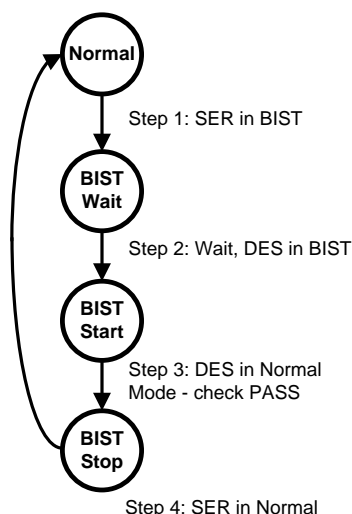 Normal
Step 1: SER in BIST
BIST
Wait
Step 2: Wait, DES in BIST
BIST
Start
Step 3: DES in Normal
Mode - check PASS
BIST
Stop
Step 4: SER in Normal